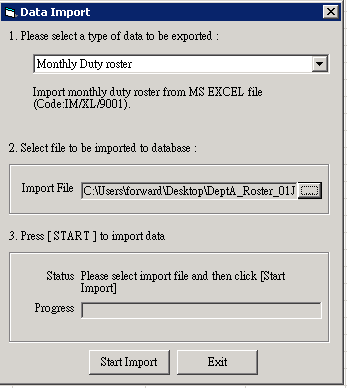 Data Import
1. Please select a type of data to be exported :
Monthly Duty roster
Import monthly duty roster from MS EXCEL file
(Code:IM/XL/9001).
2. Select file to be imported to database :
Import File C:\Users\forward\Desktop\DeptA_Roster_01J ...
3. Press [ START ] to import data
Status Please select import file and then click [Start
Import]
Progress
Start Import Exit